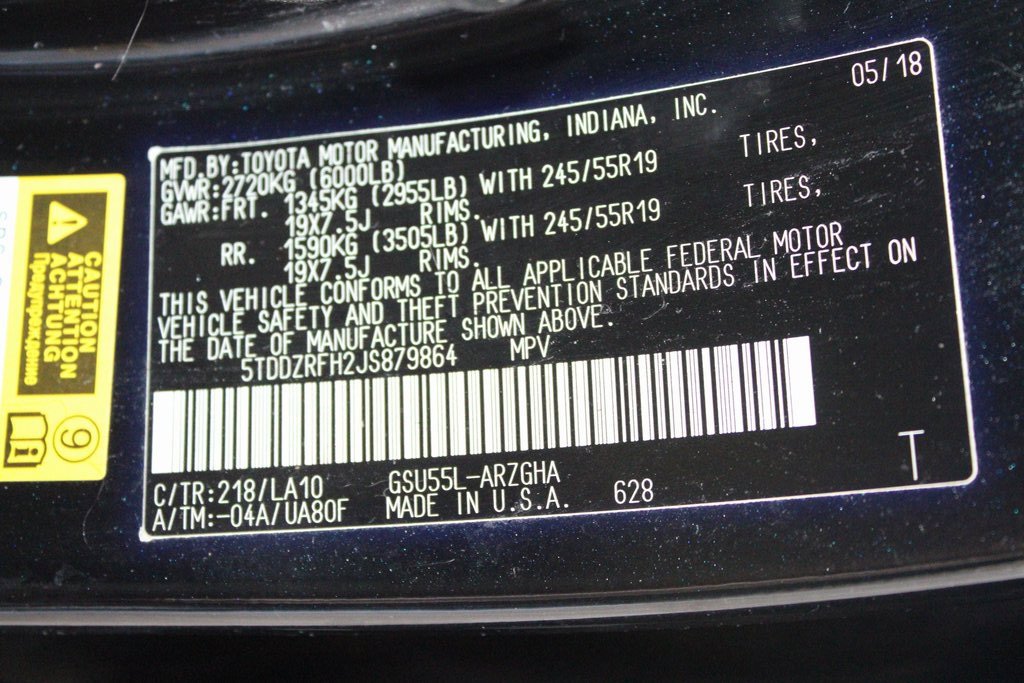 05/18
MFD.BY:TOYOTA MOTOR MANUFACTURING, INDIANA, INC.
GVWR:2720KG (6000LB)
GAWR:FRT. 1345KG (2955LB) WITH 245/55R19 TIRES,
19X7.5J RIMS.
RR. 1590KG (3505LB) WITH 245/55R19 TIRES,
19X7.5J RIMS.
THIS VEHICLE CONFORMS TO ALL APPLICABLE FEDERAL MOTOR
VEHICLE SAFETY AND THEFT PREVENTION STANDARDS IN EFFECT ON
THE DATE OF MANUFACTURE SHOWN ABOVE.
5TDDZRFH2JS879864 MPV
C/TR:218/LA10 GSU55L-ARZGHA
A/TM:-04A/UA80F MADE IN U.S.A. 628
T
CAUTION
ATTENTION
ACHTUNG
Предупреждение
9